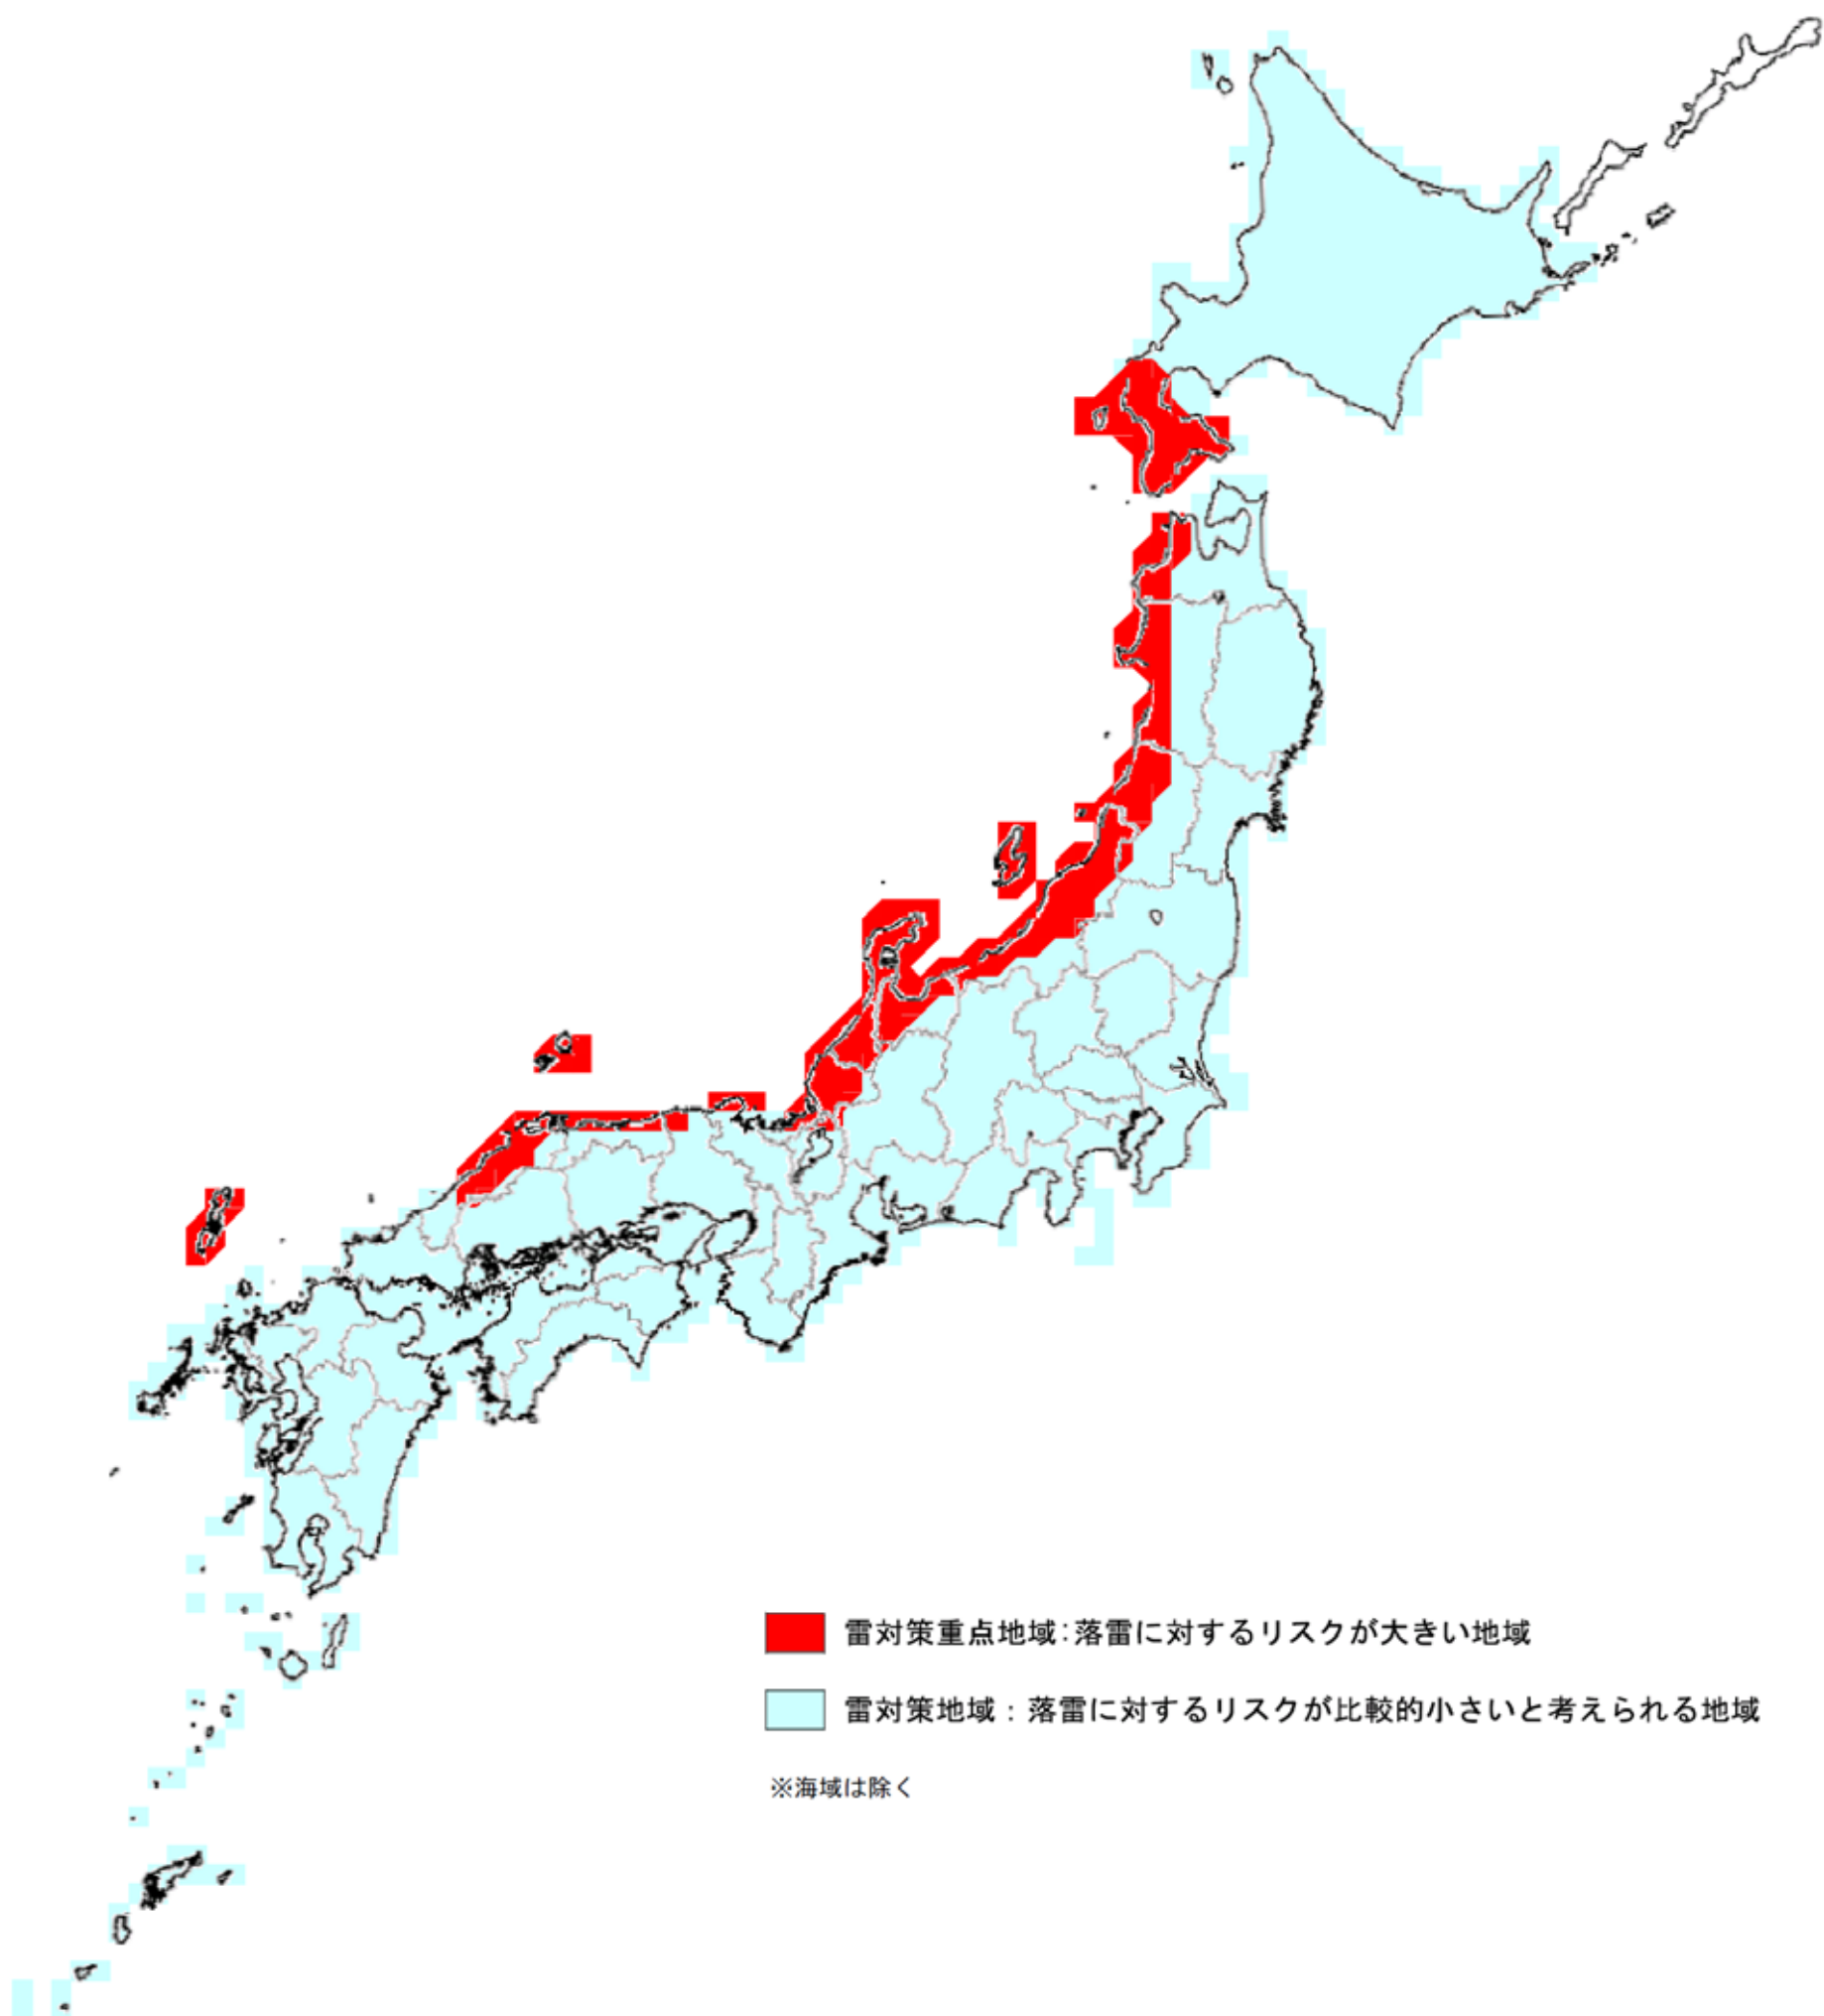 雷対策重点地域:落雷に対するリスクが大きい地域
雷対策地域：落雷に対するリスクが比較的小さいと考えられる地域
※海域は除く